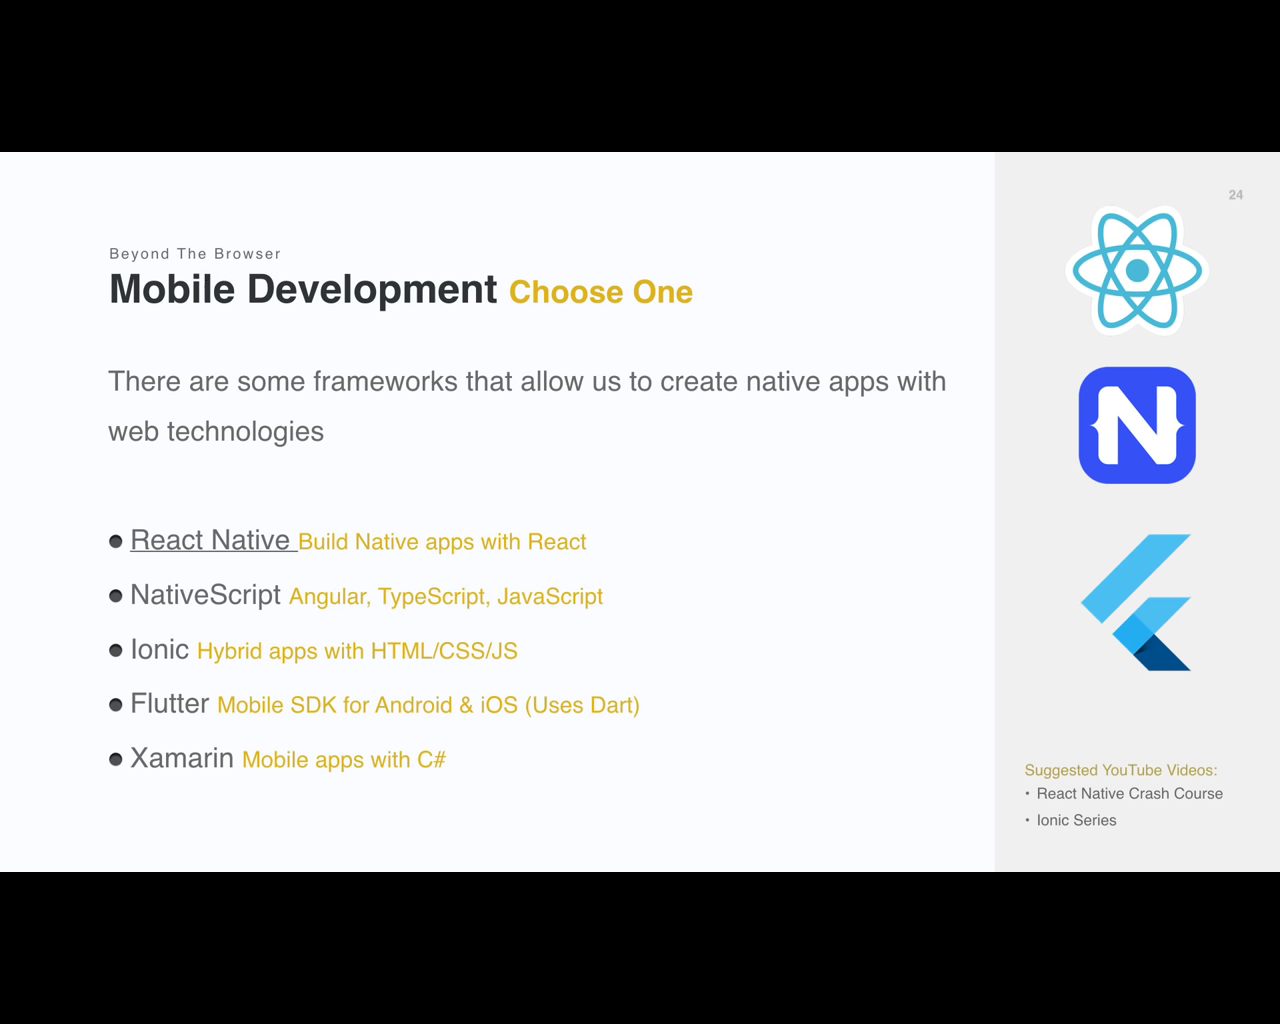 24
Beyond The Browser
Mobile Development Choose One
There are some frameworks that allow us to create native apps with
web technologies
React Native Build Native apps with React
NativeScript Angular, TypeScript, JavaScript
Ionic Hybrid apps with HTML/CSS/JS
Flutter Mobile SDK for Android & iOS (Uses Dart)
Xamarin Mobile apps with C#
N
Suggested YouTube Videos:
• React Native Crash Course
• Ionic Series